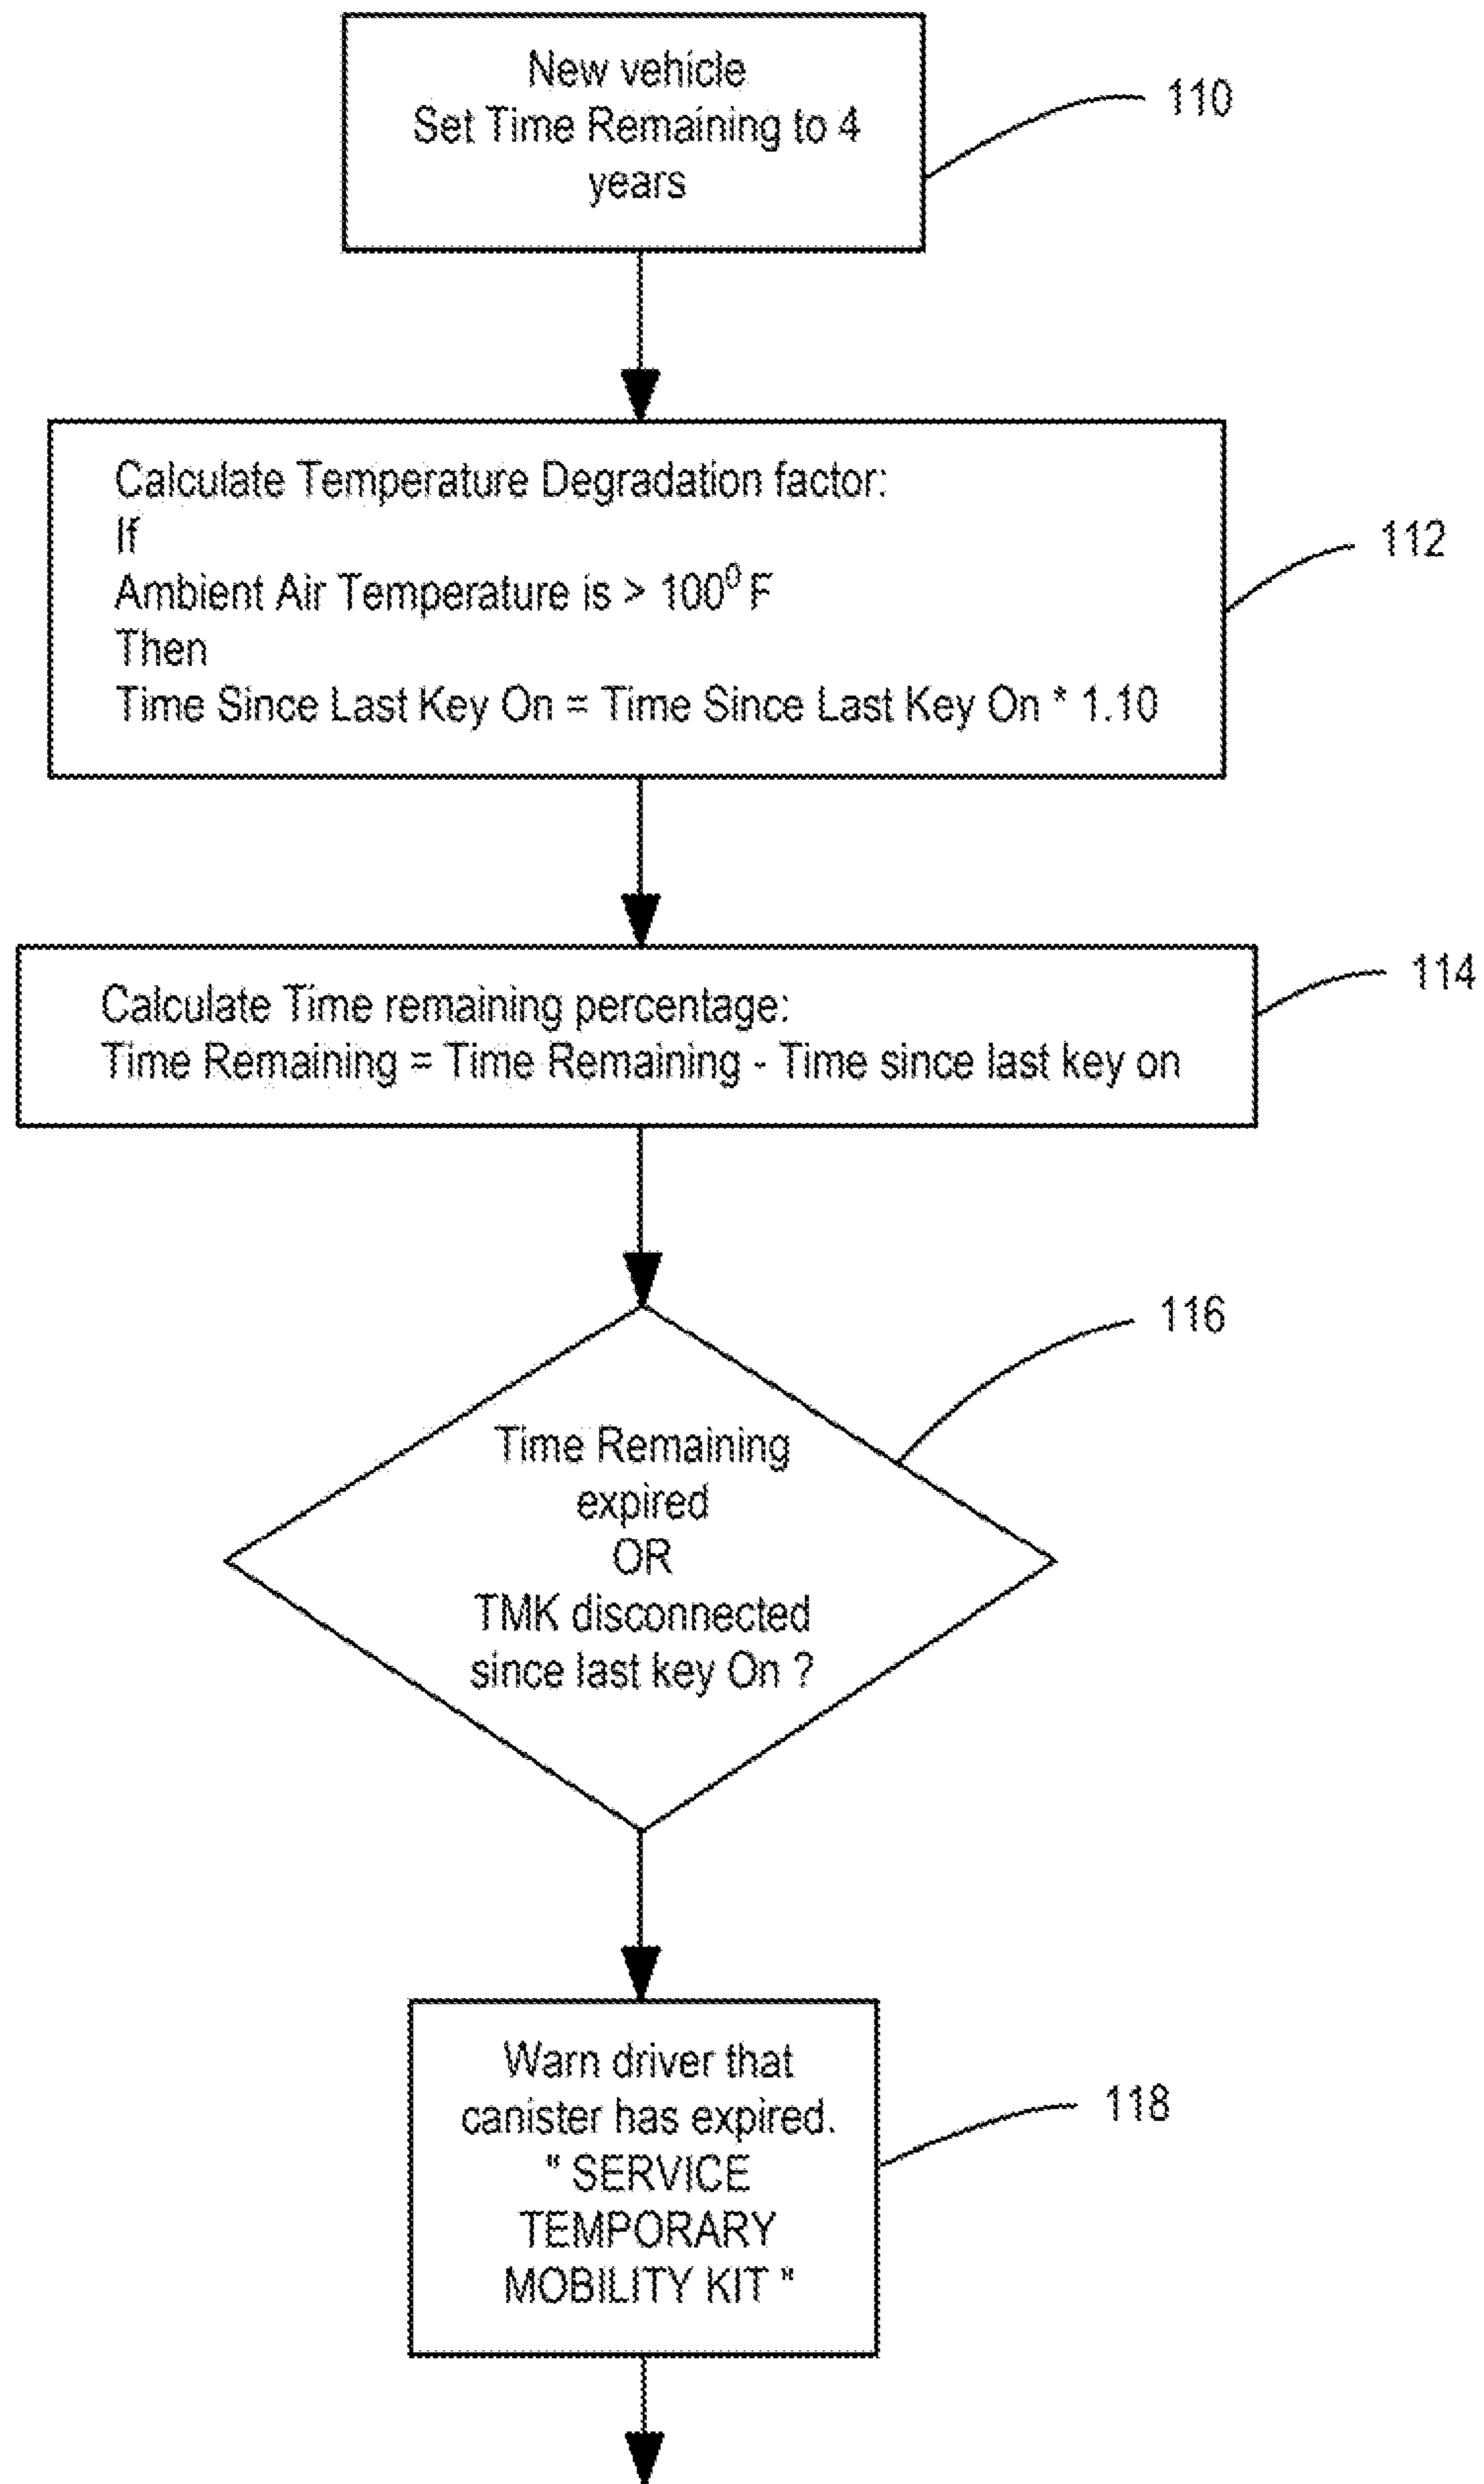 New vehicle
Set Time Remaining to 4
years
110
Calculate Temperature Degradation factor:
If
Ambient Air Temperature is > 100⁰ F
Then
Time Since Last Key On = Time Since Last Key On * 1.10
112
Calculate Time remaining percentage:
Time Remaining = Time Remaining - Time since last key on
114
Time Remaining
expired
OR
TMK disconnected
since last key On ?
116
Warn driver that
canister has expired.
" SERVICE
TEMPORARY
MOBILITY KIT "
118